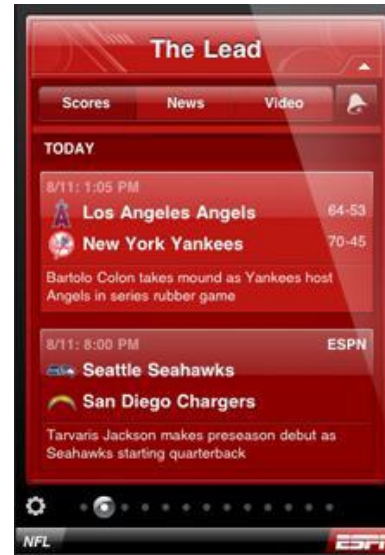 The Lead
Scores News Video
TODAY
8/11: 1:05 PM
Los Angeles Angels 64-53
New York Yankees 70-45
Bartolo Colon takes mound as Yankees host
Angels in series rubber game
8/11: 8:00 PM ESPN
Seattle Seahawks
San Diego Chargers
Tarvaris Jackson makes preseason debut as
Seahawks starting quarterback
NFL ESPN